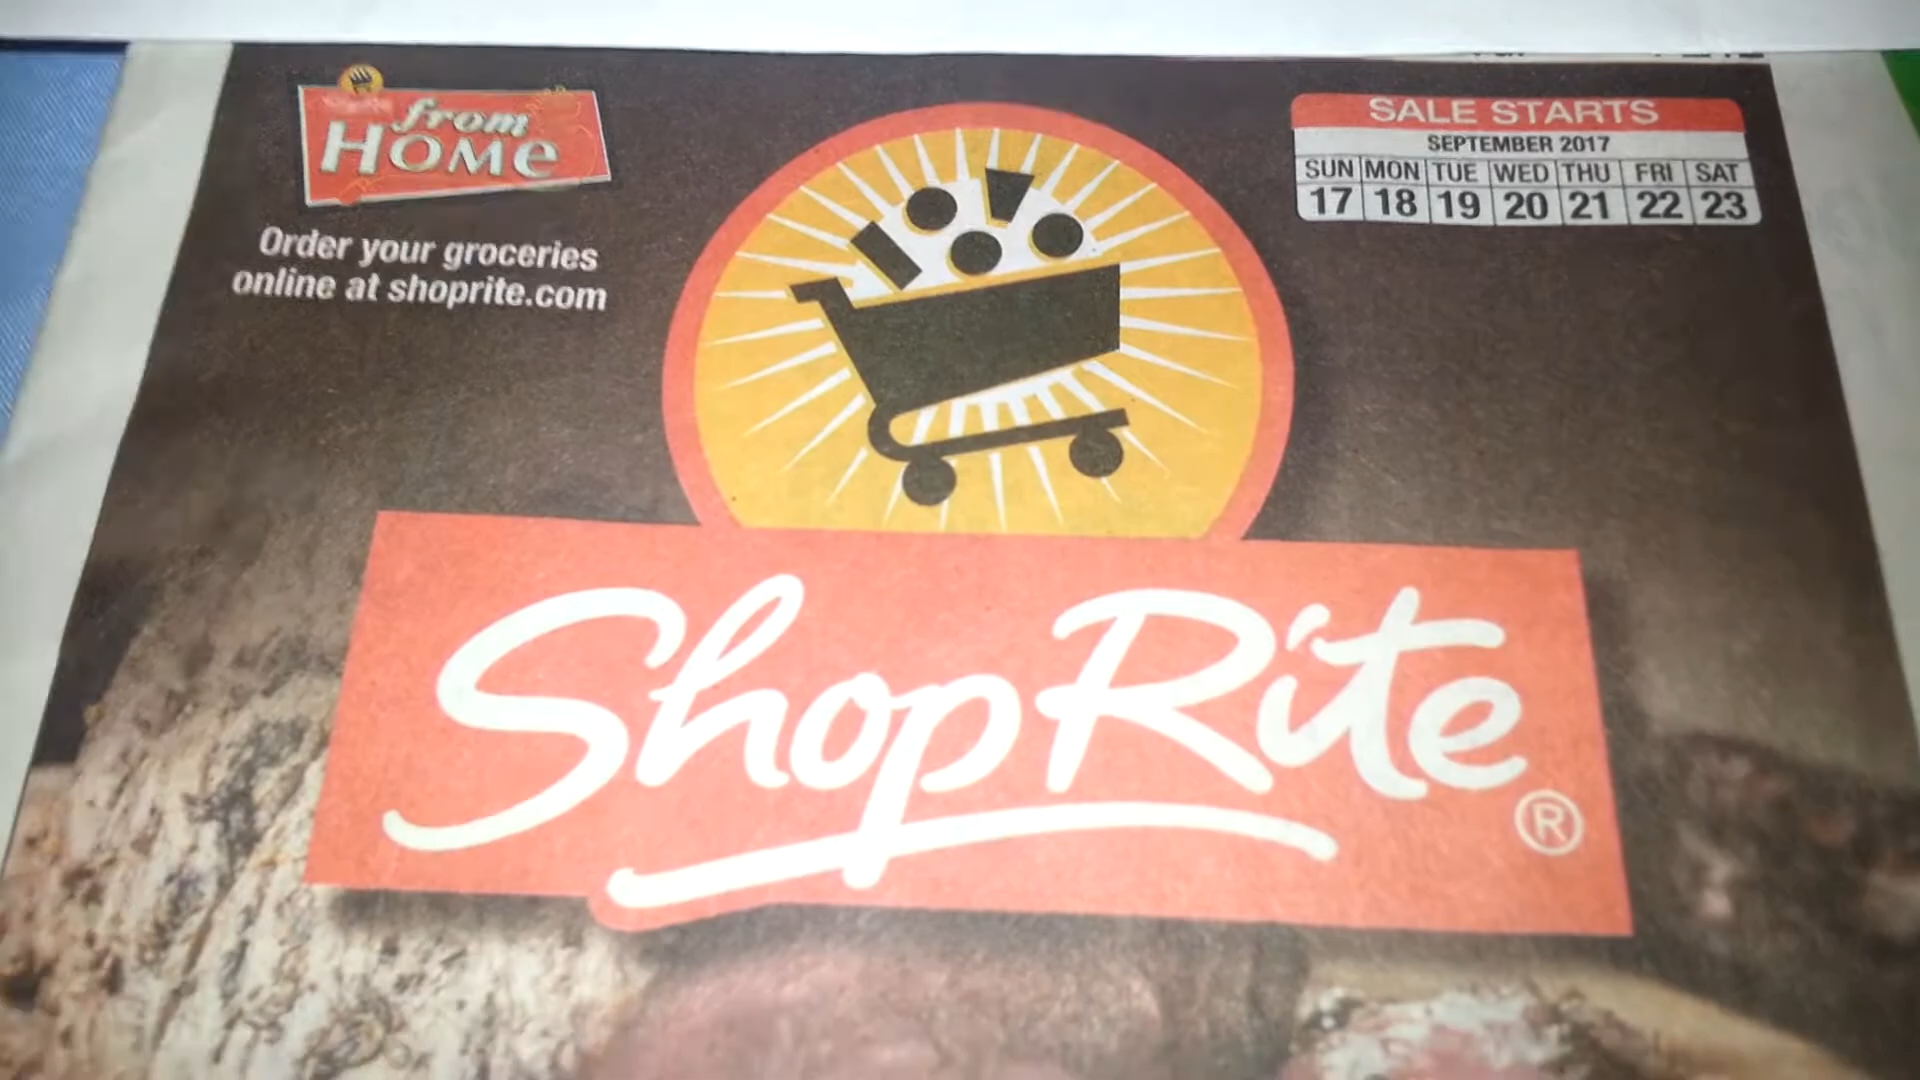 from
HOME
Order your groceries
online at shoprite.com
SALE STARTS
SEPTEMBER 2017
SUN MON TUE WED THU FRI SAT
17 18 19 20 21 22 23
ShopRite
®